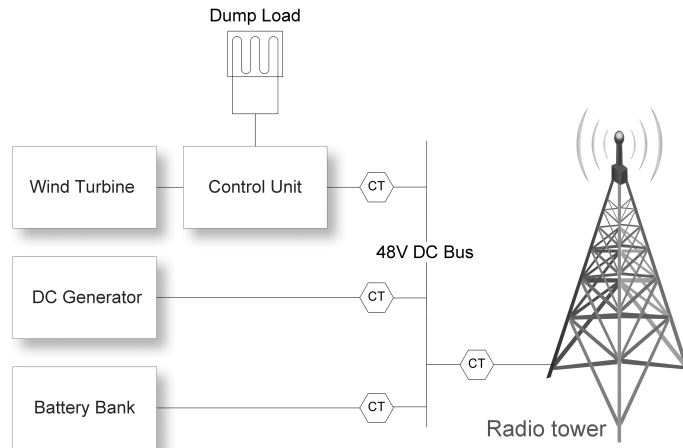 Dump Load
Wind Turbine
Control Unit
CT
48V DC Bus
DC Generator
CT
CT
Battery Bank
CT
Radio tower